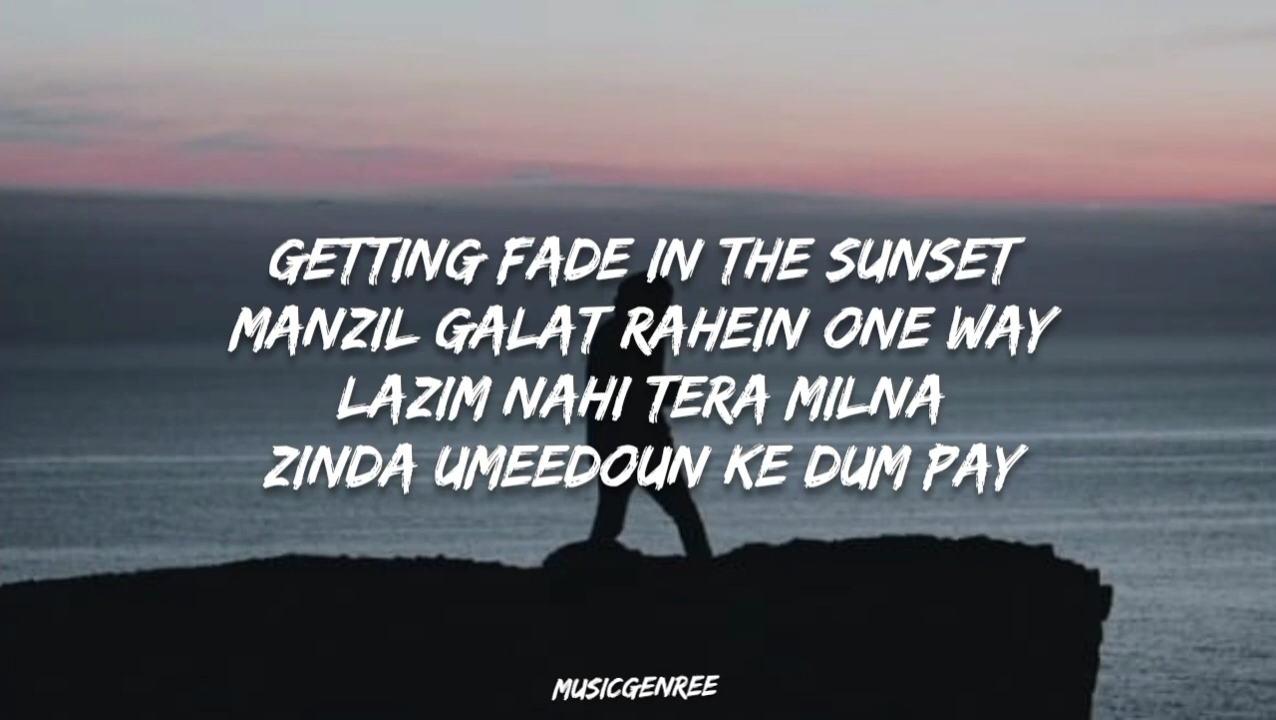 GETTING FADE IN THE SUNSET
MANZIL GALAT RAHEIN ONE WAY
LAZIM NAHI TERA MILNA
ZINDA UMEEDOUN KE DUM PAY
MUSICGENREE